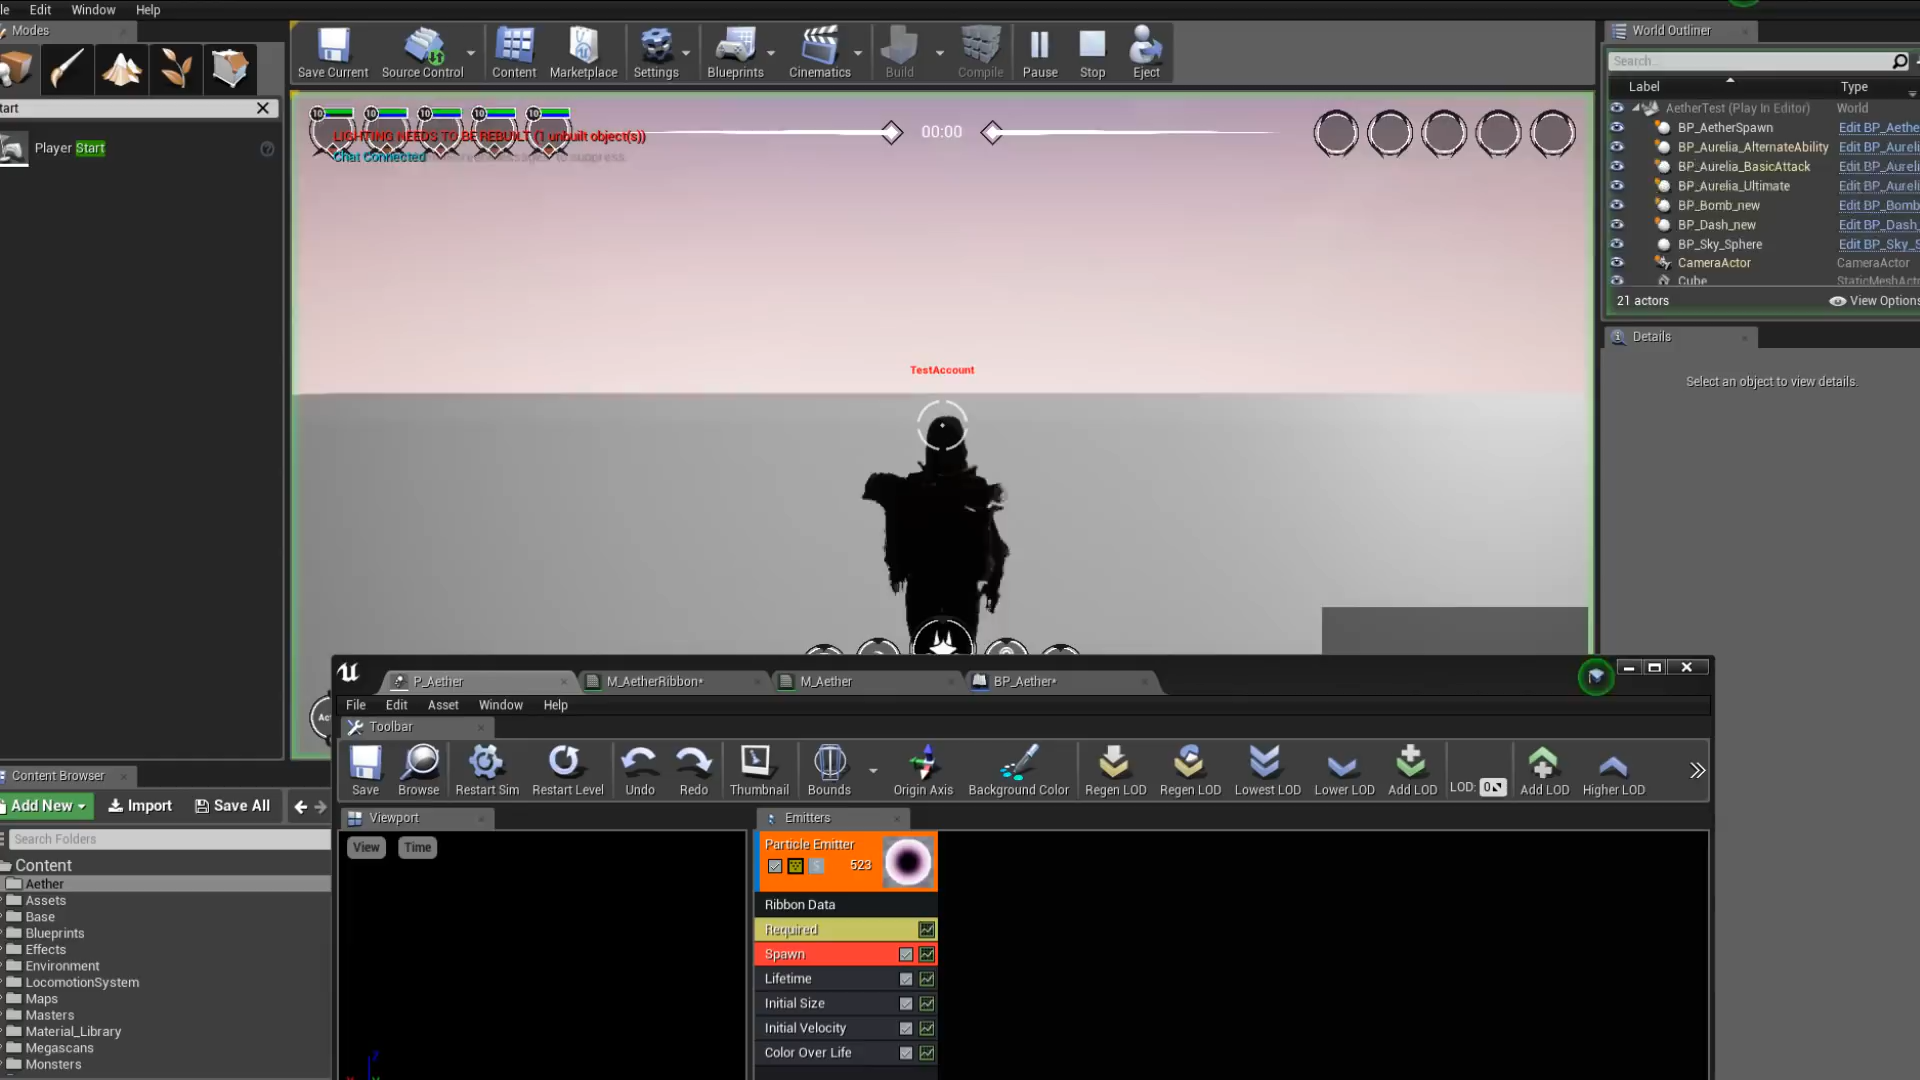 le Edit Window Help
Modes
World Outliner
Save Current Source Control Content Marketplace Settings Blueprints Cinematics Build Compile Pause Stop Eject
Search...
Label Type
tart
Player Start
AetherTest (Play In Editor) World
BP_AetherSpawn Edit BP_Aethe
BP_Aurelia_AlternateAbility Edit BP_Aureli
BP_Aurelia_BasicAttack Edit BP_Aureli
BP_Aurelia_Ultimate Edit BP_Aureli
BP_Bomb_new Edit BP_Bomb
BP_Dash_new Edit BP_Dash_
BP_Sky_Sphere Edit BP_Sky_S
CameraActor CameraActor
Cube StaticMeshActo
21 actors View Options
Details
Select an object to view details.
10 10 10 10 10
LIGHTING NEEDS TO BE REBUILT (1 unbuilt object(s))
Chat Connected
00:00
TestAccount
P_Aether M_AetherRibbon* M_Aether BP_Aether*
File Edit Asset Window Help
Toolbar
Save Browse Restart Sim Restart Level Undo Redo Thumbnail Bounds Origin Axis Background Color Regen LOD Regen LOD Lowest LOD Lower LOD Add LOD LOD: 0 Add LOD Higher LOD
Viewport
View Time
Emitters
Particle Emitter
523
Ribbon Data
Required
Spawn
Lifetime
Initial Size
Initial Velocity
Color Over Life
Content Browser
Add New Import Save All
Search Folders
Content
Aether
Assets
Base
Blueprints
Effects
Environment
LocomotionSystem
Maps
Masters
Material_Library
Megascans
Monsters